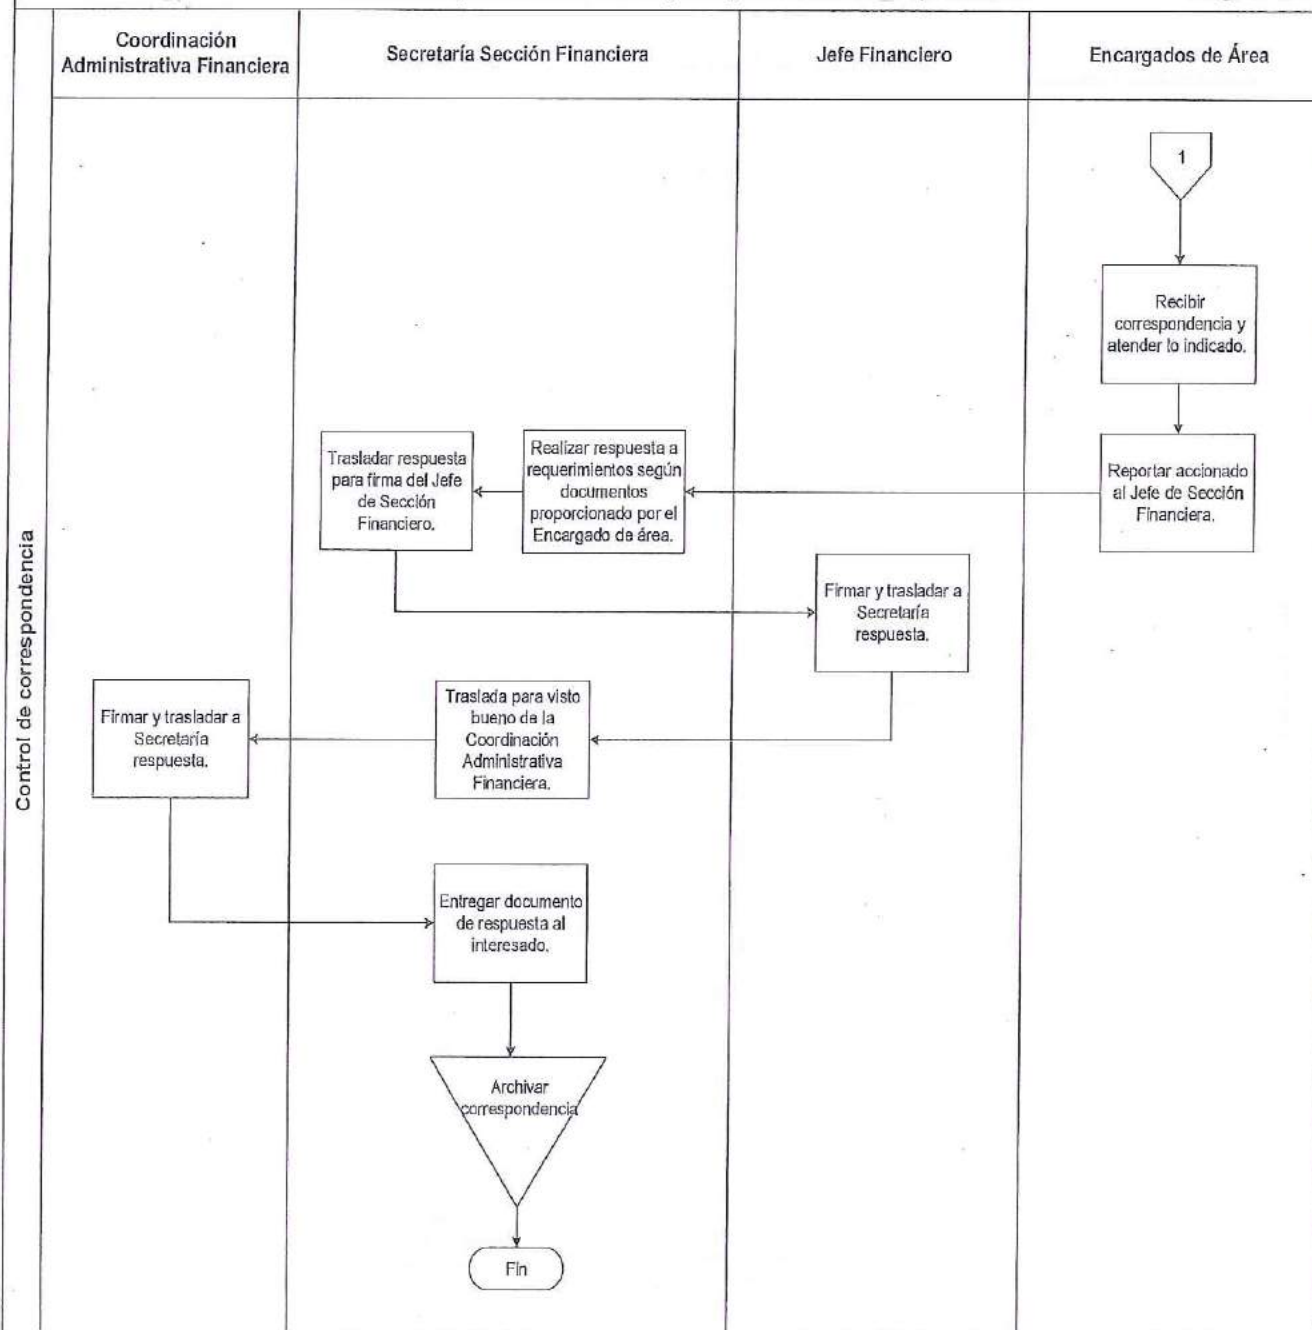 Coordinación
Administrativa Financiera
Secretaría Sección Financiera
Jefe Financiero
Encargados de Área
Control de correspondencia
1
Recibir
correspondencia y
atender lo indicado.
Reportar accionado
al Jefe de Sección
Financiera.
Realizar respuesta a
requerimientos según
documentos
proporcionado por el
Encargado de área.
Trasladar respuesta
para firma del Jefe
de Sección
Financiero.
Firmar y trasladar a
Secretaría
respuesta.
Traslada para visto
bueno de la
Coordinación
Administrativa
Financiera.
Firmar y trasladar a
Secretaría
respuesta.
Entregar documento
de respuesta al
interesado.
Archivar
correspondencia
Fin